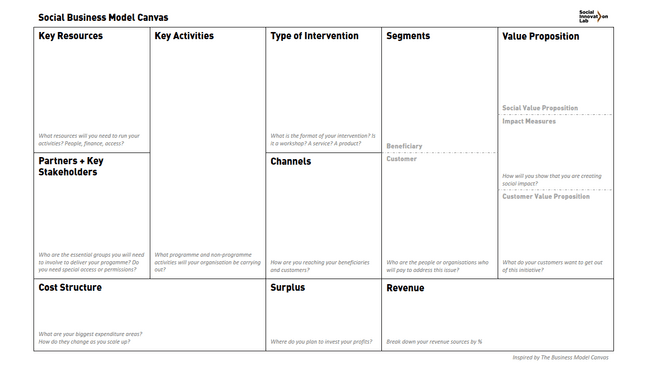 Social Business Model Canvas
Social
Innovation
Lab
Key Resources
What resources will you need to run your
activities? People, finance, access?
Partners + Key
Stakeholders
Who are the essential groups you will need
to involve to deliver your progamme? Do
you need special access or permissions?
Key Activities
What programme and non-programme
activities will your organisation be carrying
out?
Type of Intervention
What is the format of your intervention? Is
it a workshop? A service? A product?
Channels
How are you reaching your beneficiaries
and customers?
Segments
Beneficiary
Customer
Who are the people or organisations who
will pay to address this issue?
Value Proposition
Social Value Proposition
Impact Measures
How will you show that you are creating
social impact?
Customer Value Proposition
What do your customers want to get out
of this initiative?
Cost Structure
What are your biggest expenditure areas?
How do they change as you scale up?
Surplus
Where do you plan to invest your profits?
Revenue
Break down your revenue sources by %
Inspired by The Business Model Canvas